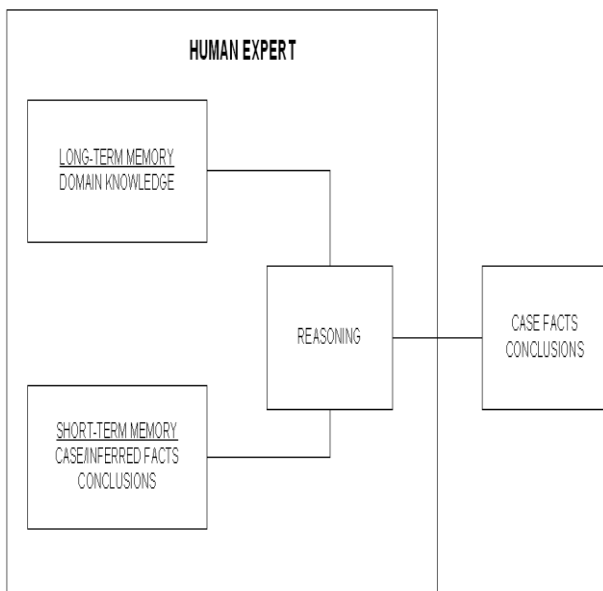 HUMAN EXPERT
LONG-TERM MEMORY
DOMAIN KNOWLEDGE
REASONING
CASE FACTS
CONCLUSIONS
SHORT-TERM MEMORY
CASE/INFERRED FACTS
CONCLUSIONS